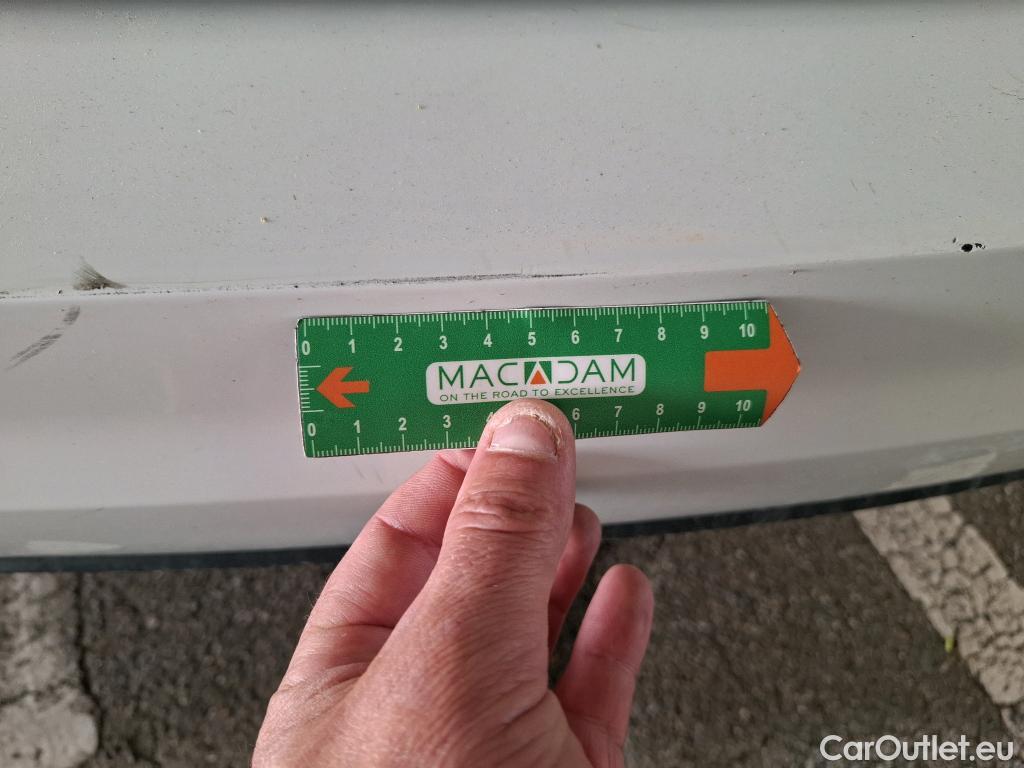 0 1 2 3 4 5 6 7 8 9 10
MACADAM
ON THE ROAD TO EXCELLENCE
0 1 2 3 4 6 7 8 9 10
CarOutlet.eu